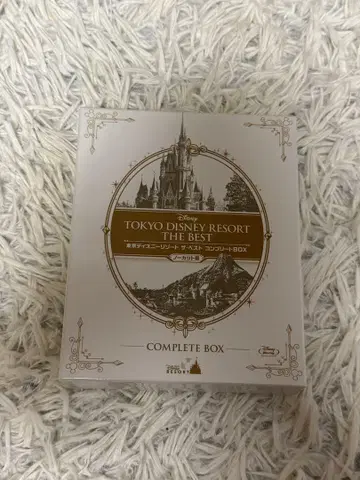 Disney
TOKYO DISNEY RESORT
THE BEST
東京ディズニーリゾート ザ・ベスト コンプリートBOX
ノーカット版
COMPLETE BOX
Disney
RESORT